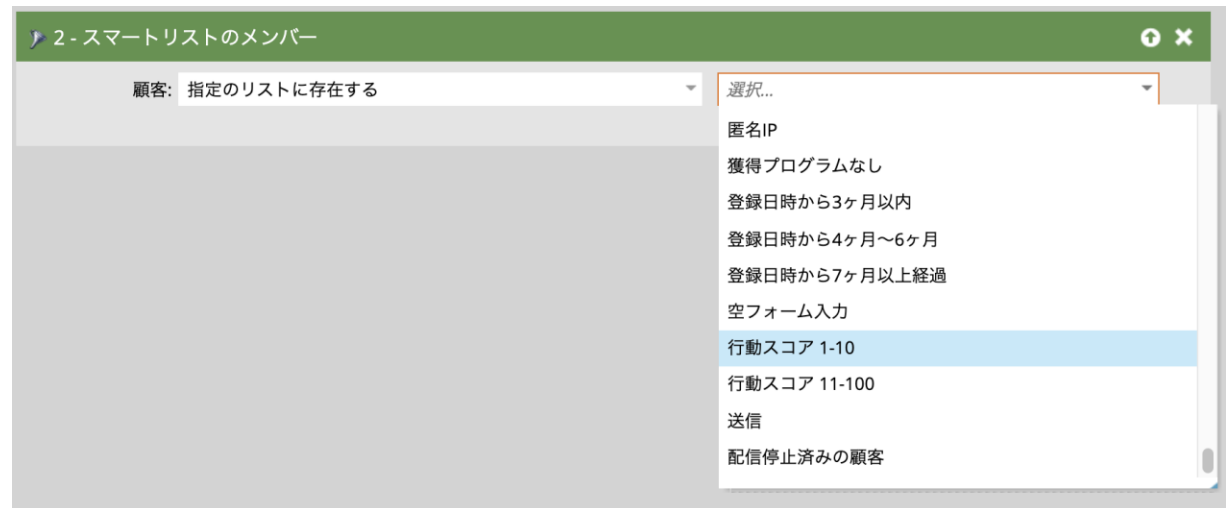 2 - スマートリストのメンバー
顧客: 指定のリストに存在する 選択...
匿名IP
獲得プログラムなし
登録日時から3ヶ月以内
登録日時から4ヶ月〜6ヶ月
登録日時から7ヶ月以上経過
空フォーム入力
行動スコア 1-10
行動スコア 11-100
送信
配信停止済みの顧客